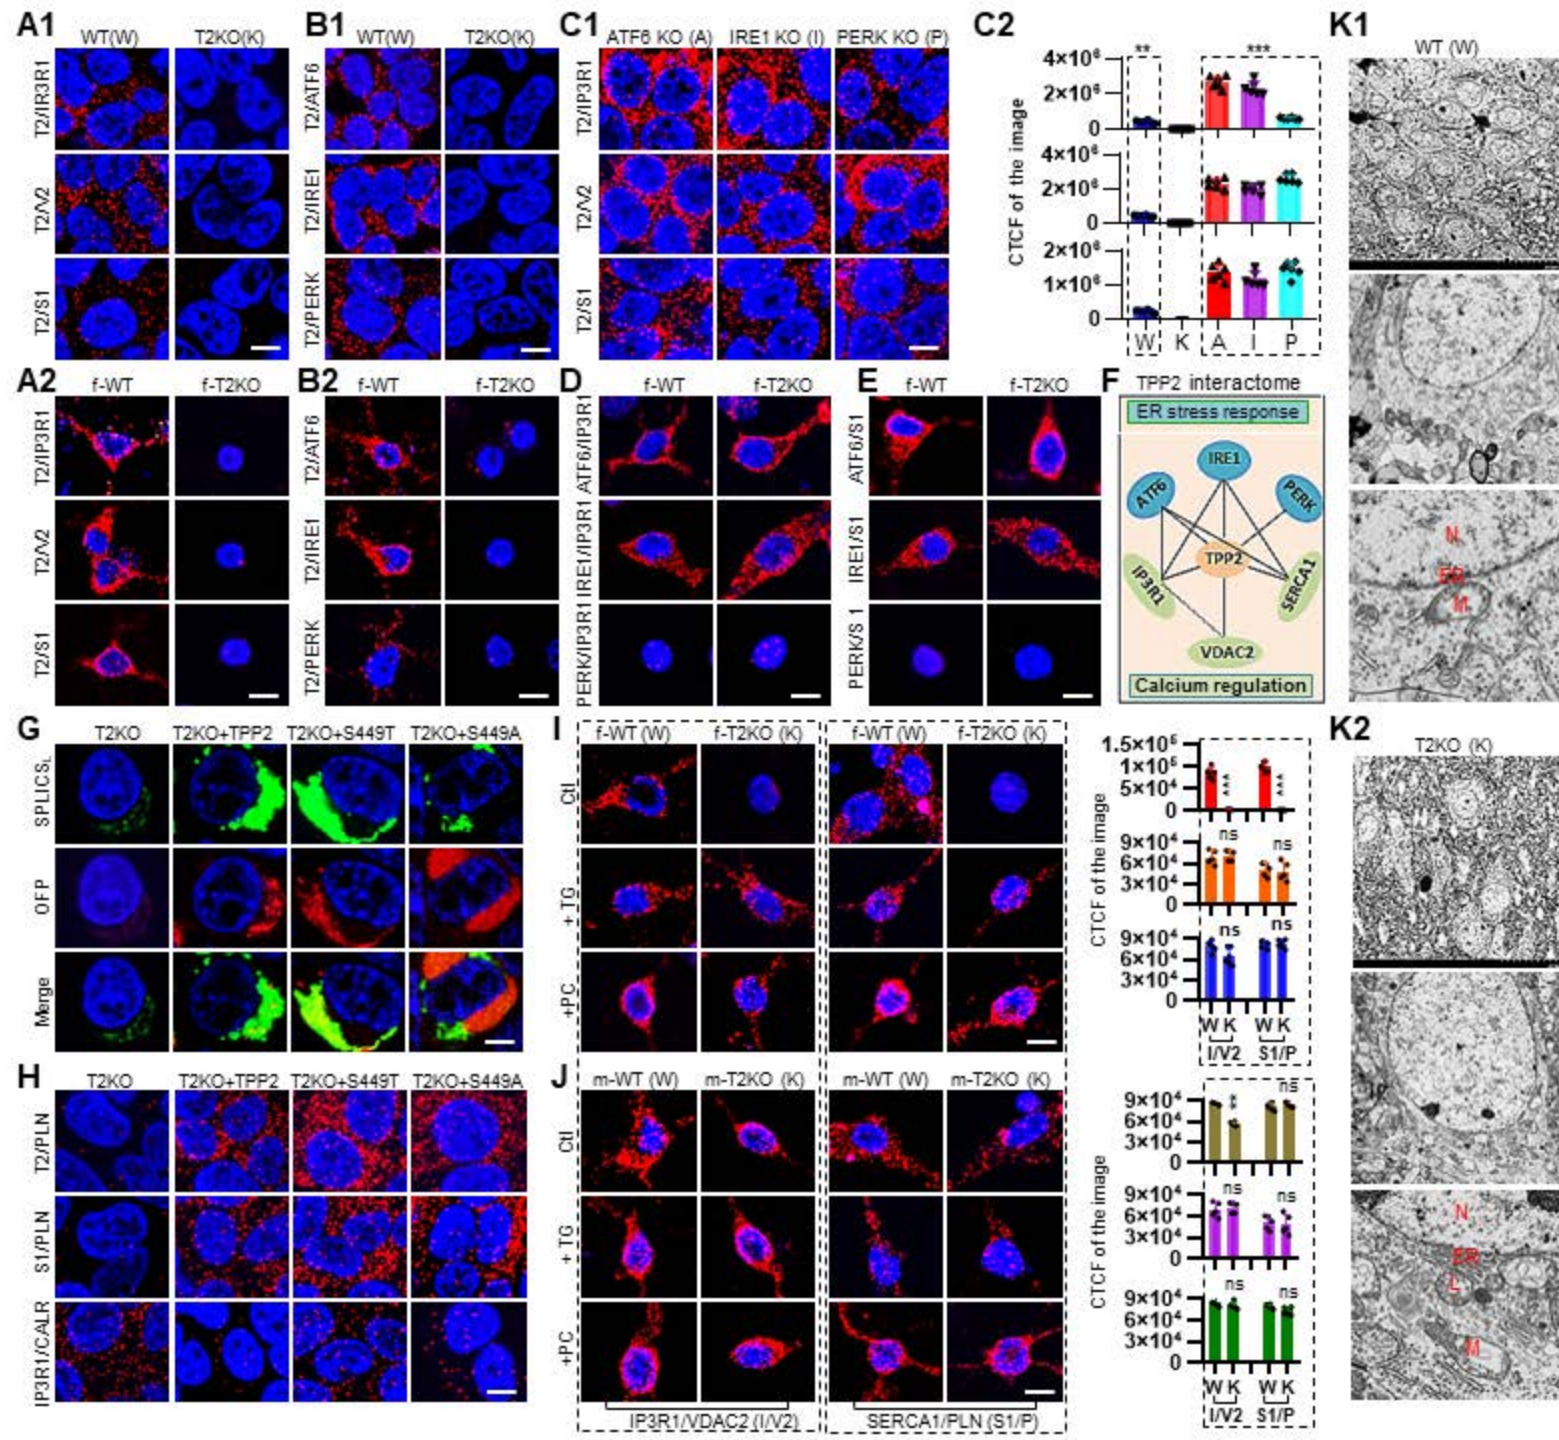 A1
WT(W)
T2KO(K)
T2/IR3R1
T2/V2
T2/S1
B1
WT(W)
T2KO(K)
T2/ATF6
T2/IRE1
T2/PERK
C1
ATF6 KO (A)
IRE1 KO (I)
PERK KO (P)
T2/IP3R1
T2/V2
T2/S1
C2
CTCF of the image
**
***
4×10⁶
2×10⁶
0
4×10⁶
2×10⁶
0
2×10⁶
1×10⁶
0
W K A I P
K1
WT (W)
N
ER
M
A2
f-WT
f-T2KO
T2/IP3R1
T2/V2
T2/S1
B2
f-WT
f-T2KO
T2/ATF6
T2/IRE1
T2/PERK
D
f-WT
f-T2KO
ATF6/IP3R1
IRE1/IP3R1
PERK/IP3R1
E
f-WT
f-T2KO
ATF6/S1
IRE1/S1
PERK/S 1
F
TPP2 interactome
ER stress response
IRE1
ATF6
PERK
TPP2
IP3R1
SERCA1
VDAC2
Calcium regulation
G
T2KO
T2KO+TPP2
T2KO+S449T
T2KO+S449A
SPLICSL
OFP
Merge
H
T2KO
T2KO+TPP2
T2KO+S449T
T2KO+S449A
T2/PLN
S1/PLN
IP3R1/CALR
I
f-WT (W)
f-T2KO (K)
f-WT (W)
f-T2KO (K)
Ctl
+ TG
+PC
CTCF of the image
1.5×10⁵
1×10⁵
5×10⁴
0
***
***
9×10⁴
6×10⁴
3×10⁴
0
ns
ns
9×10⁴
6×10⁴
3×10⁴
0
ns
ns
W K W K
I/V2 S1/P
J
m-WT (W)
m-T2KO (K)
m-WT (W)
m-T2KO (K)
Ctl
+ TG
+PC
IP3R1/VDAC2 (I/V2)
SERCA1/PLN (S1/P)
CTCF of the image
9×10⁴
6×10⁴
3×10⁴
0
**
ns
9×10⁴
6×10⁴
3×10⁴
0
ns
ns
9×10⁴
6×10⁴
3×10⁴
0
ns
ns
W K W K
I/V2 S1/P
K2
T2KO (K)
N
ER
L
M